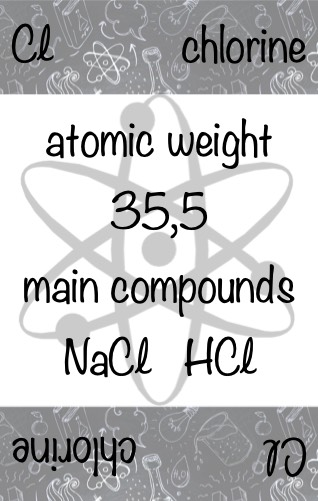 Cl chlorine
atomic weight
35,5
main compounds
NaCl HCl
chlorine Cl